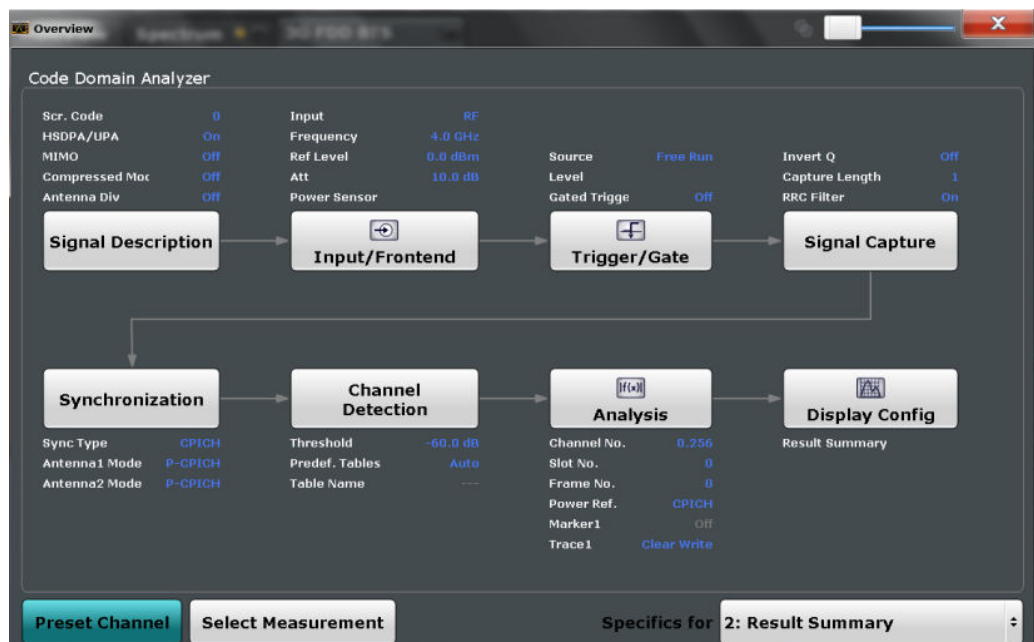 Overview
Spectrum
3G FDD BTS
Code Domain Analyzer
Scr. Code 0
HSDPA/UPA On
MIMO Off
Compressed Moc Off
Antenna Div Off
Input RF
Frequency 4.0 GHz
Ref Level 0.0 dBm
Att 10.0 dB
Power Sensor
Source Free Run
Level
Gated Trigge Off
Invert Q Off
Capture Length 1
RRC Filter On
Signal Description
Input/Frontend
Trigger/Gate
Signal Capture
Synchronization
Channel
Detection
|f(x)|
Analysis
Display Config
Sync Type CPICH
Antenna1 Mode P-CPICH
Antenna2 Mode P-CPICH
Threshold -60.0 dB
Predef. Tables Auto
Table Name ---
Channel No. 0.256
Slot No. 0
Frame No. 0
Power Ref. CPICH
Marker1 Off
Trace1 Clear Write
Result Summary
Preset Channel
Select Measurement
Specifics for 2: Result Summary